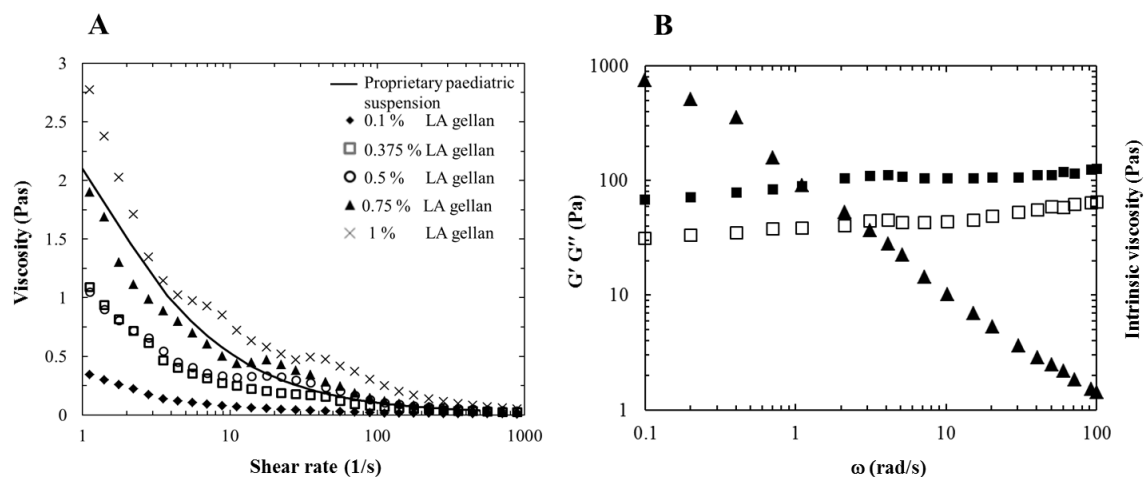 A
Viscosity (Pas)
3
2.5
2
1.5
1
0.5
0
1
10
100
1000
Shear rate (1/s)
Proprietary paediatric
suspension
0.1 % LA gellan
0.375 % LA gellan
0.5 % LA gellan
0.75 % LA gellan
1 % LA gellan
B
G′ G″ (Pa)
1000
100
10
1
0.1
1
10
100
ω (rad/s)
Intrinsic viscosity (Pas)